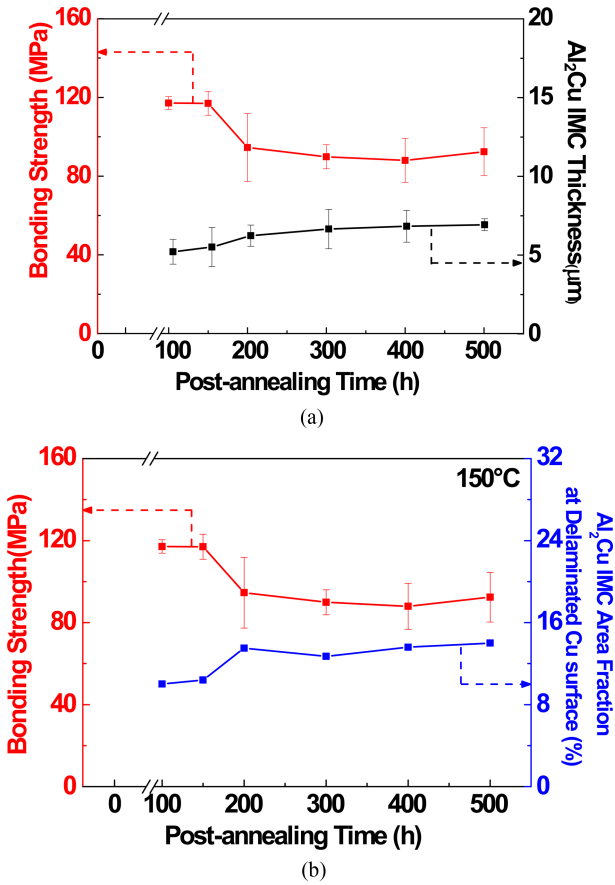 160
120
80
40
0
Bonding Strength (MPa)
20
15
10
5
0
Al₂Cu IMC Thickness(μm)
0 100 200 300 400 500
Post-annealing Time (h)
(a)
150°C
160
120
80
40
0
Bonding Strength(MPa)
32
24
16
8
0
Al₂Cu IMC Area Fraction
at Delaminated Cu surface (%)
0 100 200 300 400 500
Post-annealing Time (h)
(b)